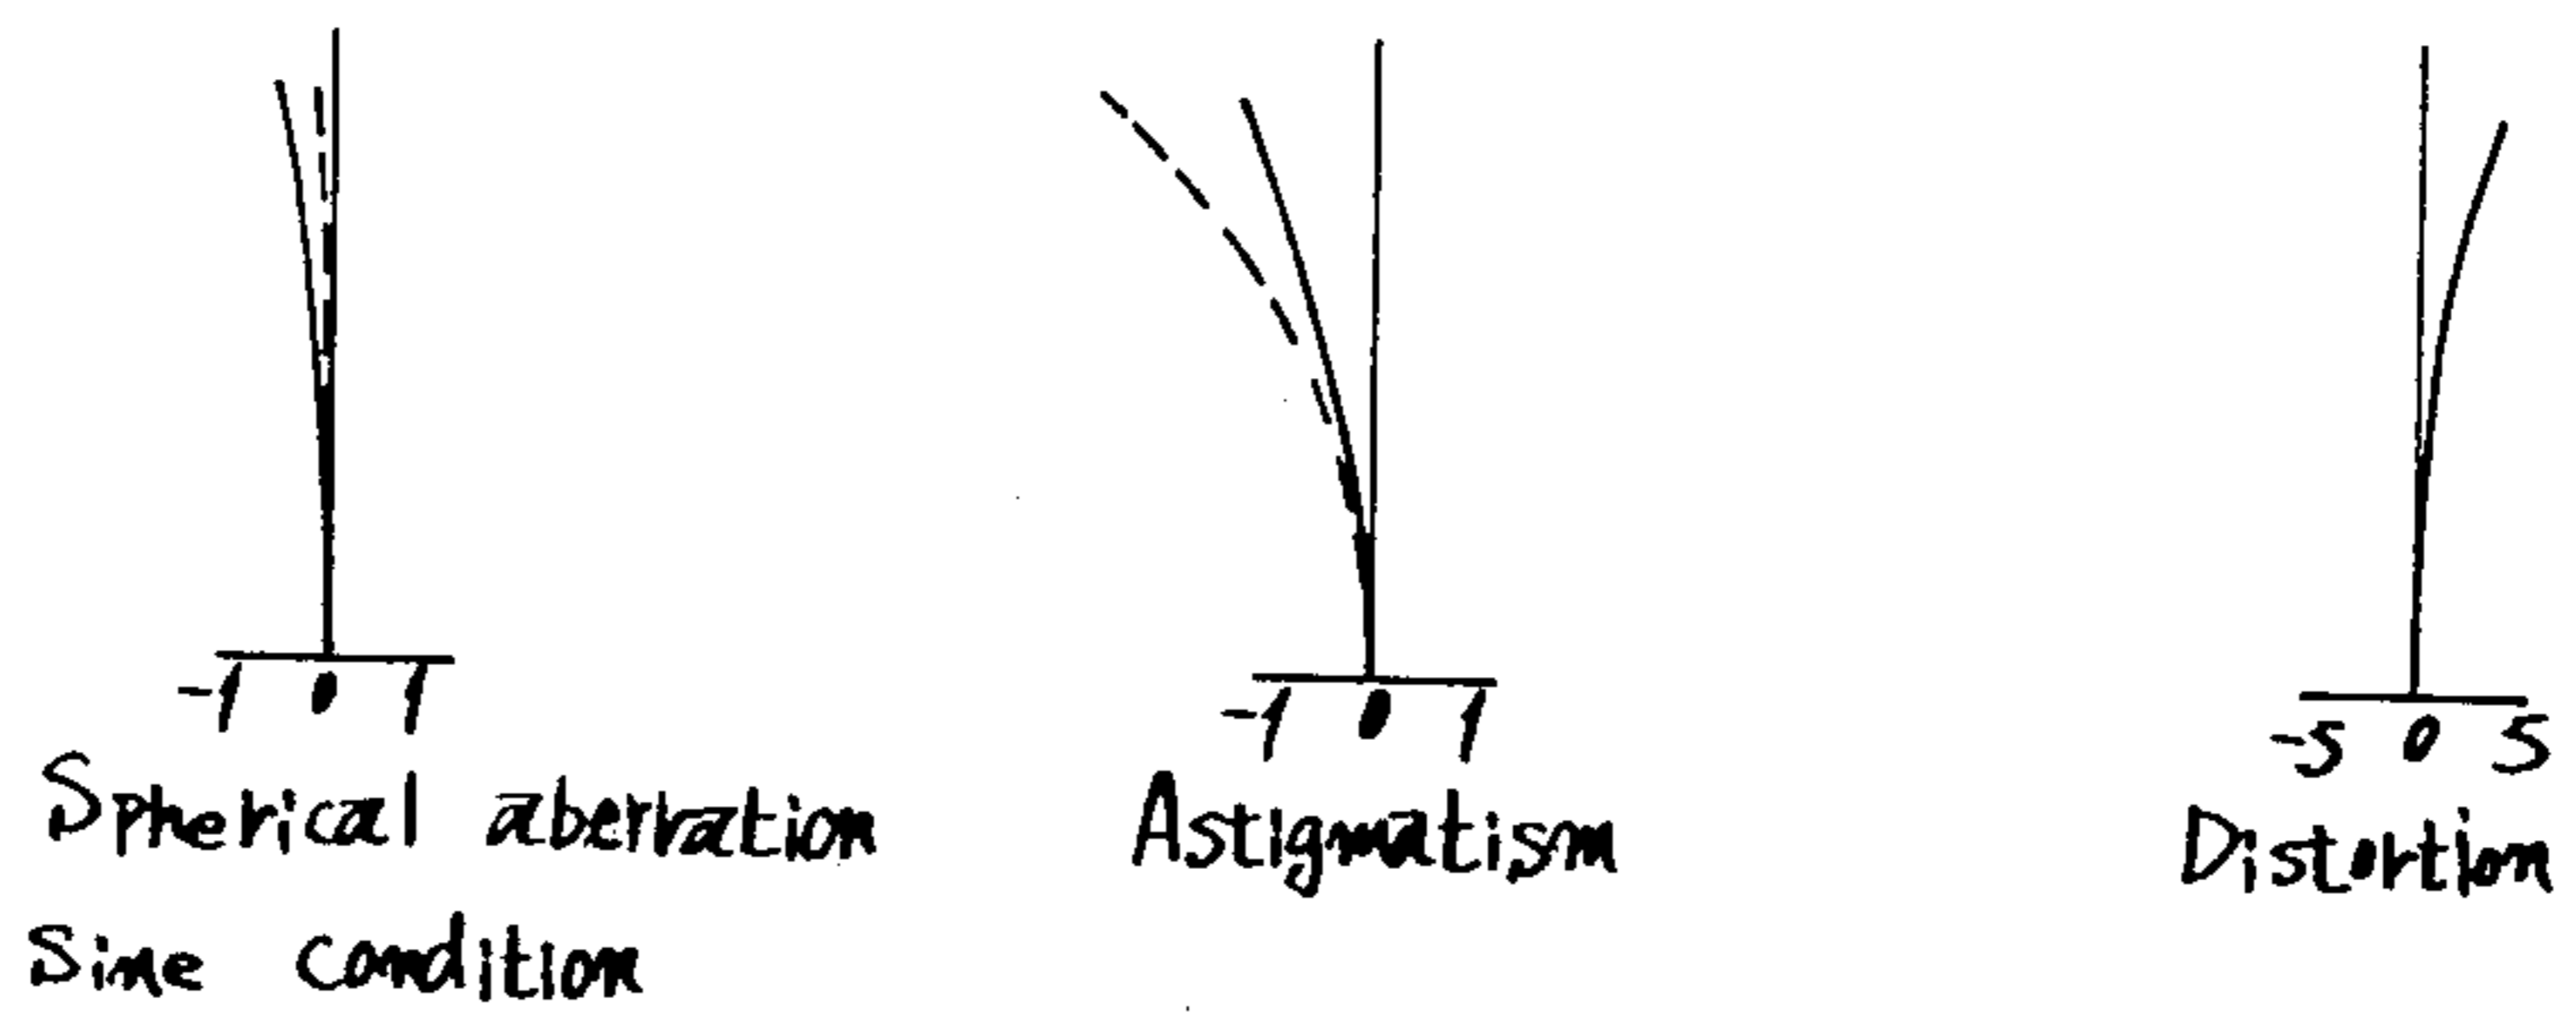 -1 0 1
-1 0 1
-5 0 5
Spherical aberration
Sine condition
Astigmatism
Distortion